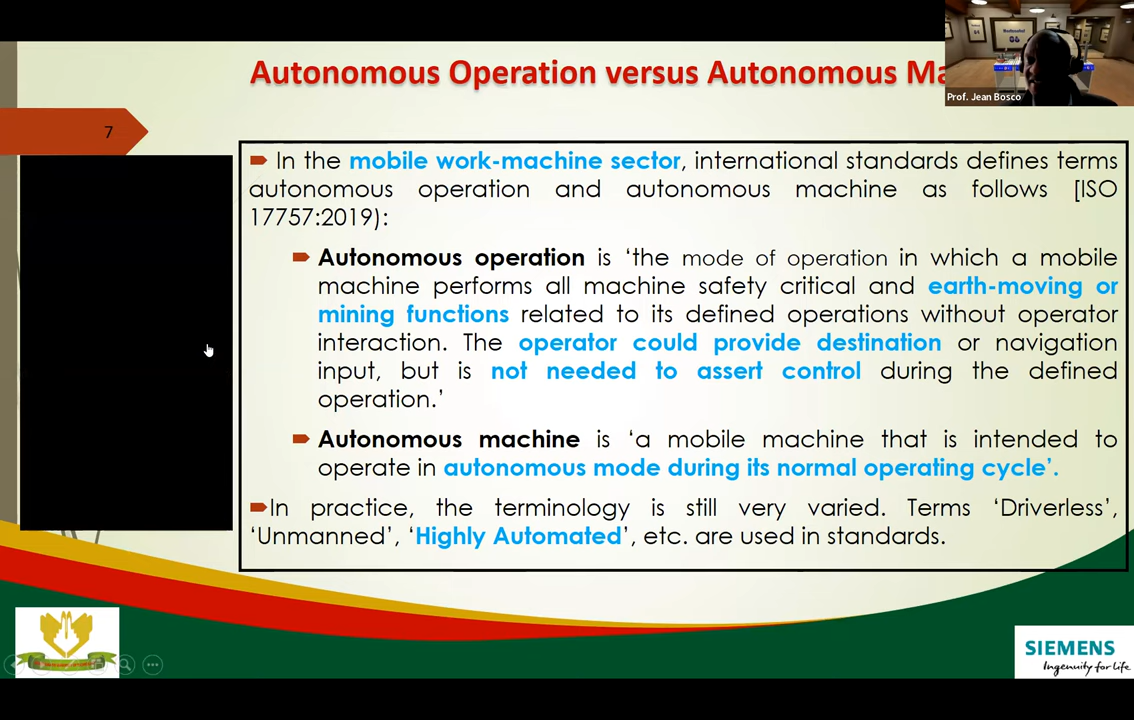 Autonomous Operation versus Autonomous
Prof. Jean Bosco
7
In the mobile work-machine sector, international standards defines terms
autonomous operation and autonomous machine as follows [ISO
17757:2019):
Autonomous operation is ‘the mode of operation in which a mobile
machine performs all machine safety critical and earth-moving or
mining functions related to its defined operations without operator
interaction. The operator could provide destination or navigation
input, but is not needed to assert control during the defined
operation.’
Autonomous machine is ‘a mobile machine that is intended to
operate in autonomous mode during its normal operating cycle’.
In practice, the terminology is still very varied. Terms ‘Driverless’,
‘Unmanned’, ‘Highly Automated’, etc. are used in standards.
SIEMENS
Ingenuity for life